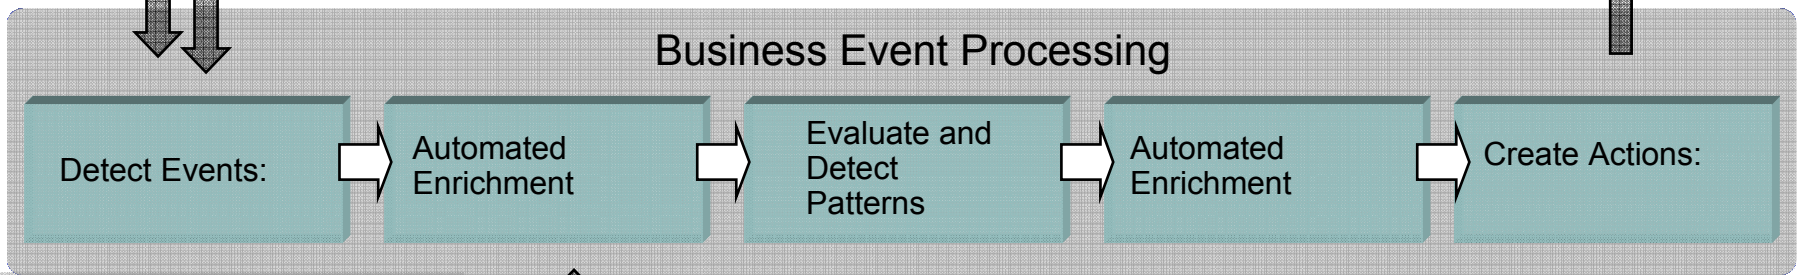 Business Event Processing
Detect Events:
Automated
Enrichment
Evaluate and
Detect
Patterns
Automated
Enrichment
Create Actions: